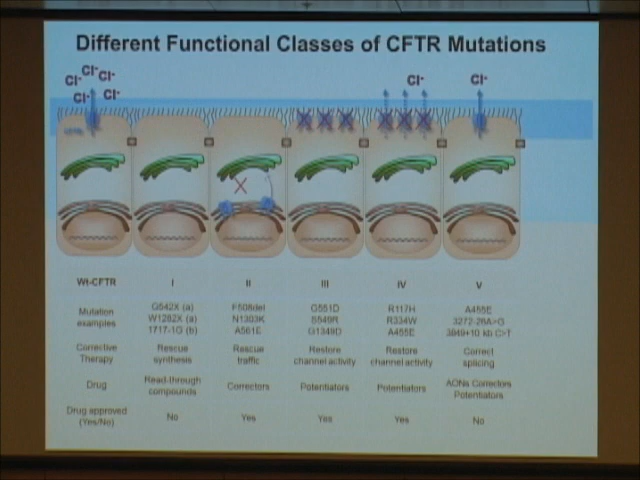 Different Functional Classes of CFTR Mutations
Cl- Cl- Cl- Cl- Cl- Cl- Cl-
Wt-CFTR I II III IV V
Mutation examples
G542X (a) F508del G551D R117H A455E
W1282X (a) N1303K S549R R334W 3272-26A>G
1717-1G (b) A561E G1349D A455E 3849+10 kb C>T
Corrective Rescue Rescue Restore Restore Correct
Therapy synthesis traffic channel activity channel activity splicing
Drug Read-through compounds Correctors Potentiators Potentiators AONs Correctors Potentiators
Drug approved
(Yes/No) No Yes Yes Yes No